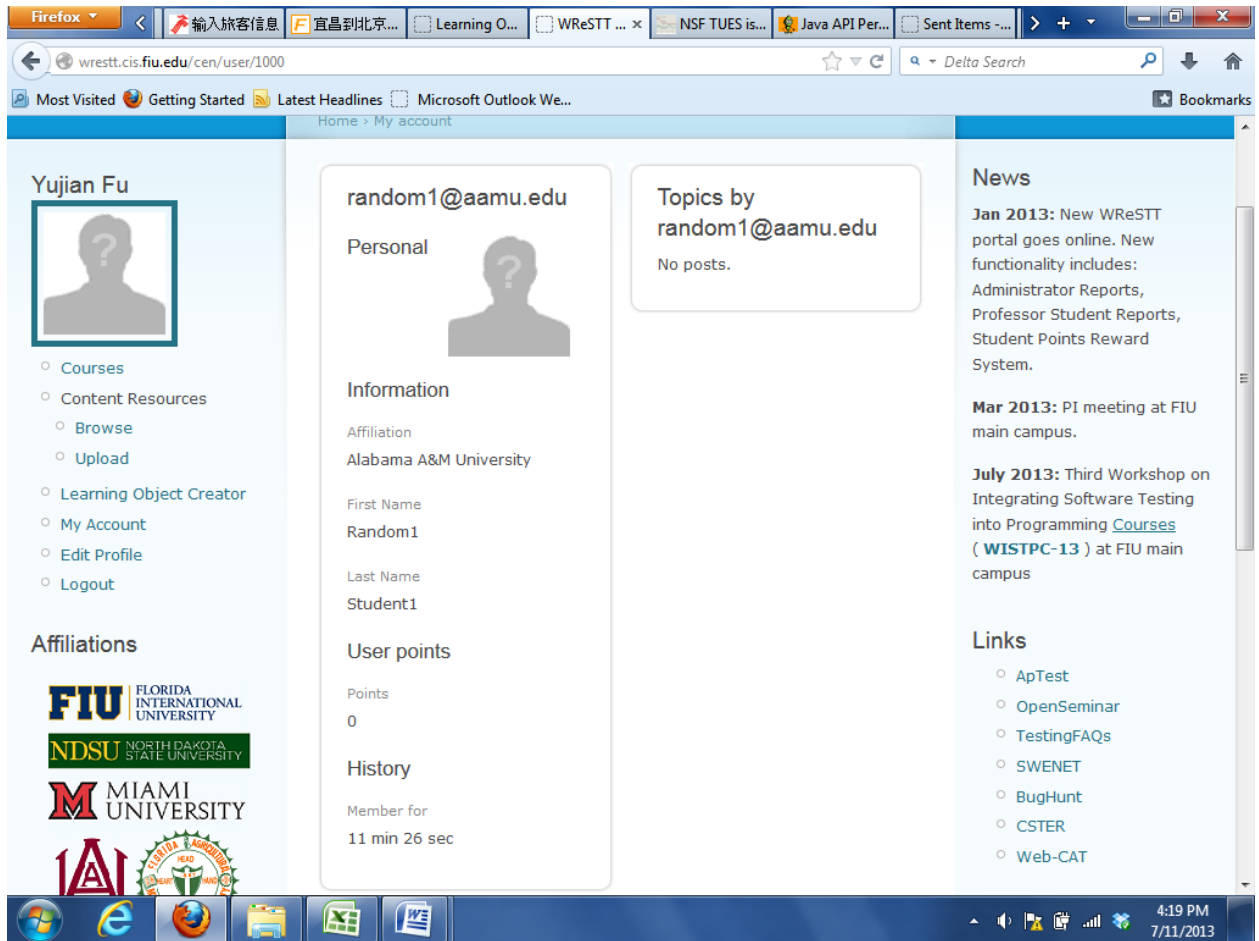 Firefox
输入旅客信息
宜昌到北京...
Learning O...
WReSTT ...
NSF TUES is...
Java API Per...
Sent Items -...
wrestt.cis.fiu.edu/cen/user/1000
Delta Search
Most Visited
Getting Started
Latest Headlines
Microsoft Outlook We...
Bookmarks
Home › My account
Yujian Fu
Courses
Content Resources
Browse
Upload
Learning Object Creator
My Account
Edit Profile
Logout
Affiliations
FIU FLORIDA
INTERNATIONAL
UNIVERSITY
NDSU NORTH DAKOTA
STATE UNIVERSITY
M MIAMI
UNIVERSITY
A
random1@aamu.edu
Personal
Information
Affiliation
Alabama A&M University
First Name
Random1
Last Name
Student1
User points
Points
0
History
Member for
11 min 26 sec
Topics by
random1@aamu.edu
No posts.
News
Jan 2013: New WReSTT
portal goes online. New
functionality includes:
Administrator Reports,
Professor Student Reports,
Student Points Reward
System.
Mar 2013: PI meeting at FIU
main campus.
July 2013: Third Workshop on
Integrating Software Testing
into Programming Courses
( WISTPC-13 ) at FIU main
campus
Links
ApTest
OpenSeminar
TestingFAQs
SWENET
BugHunt
CSTER
Web-CAT
4:19 PM
7/11/2013